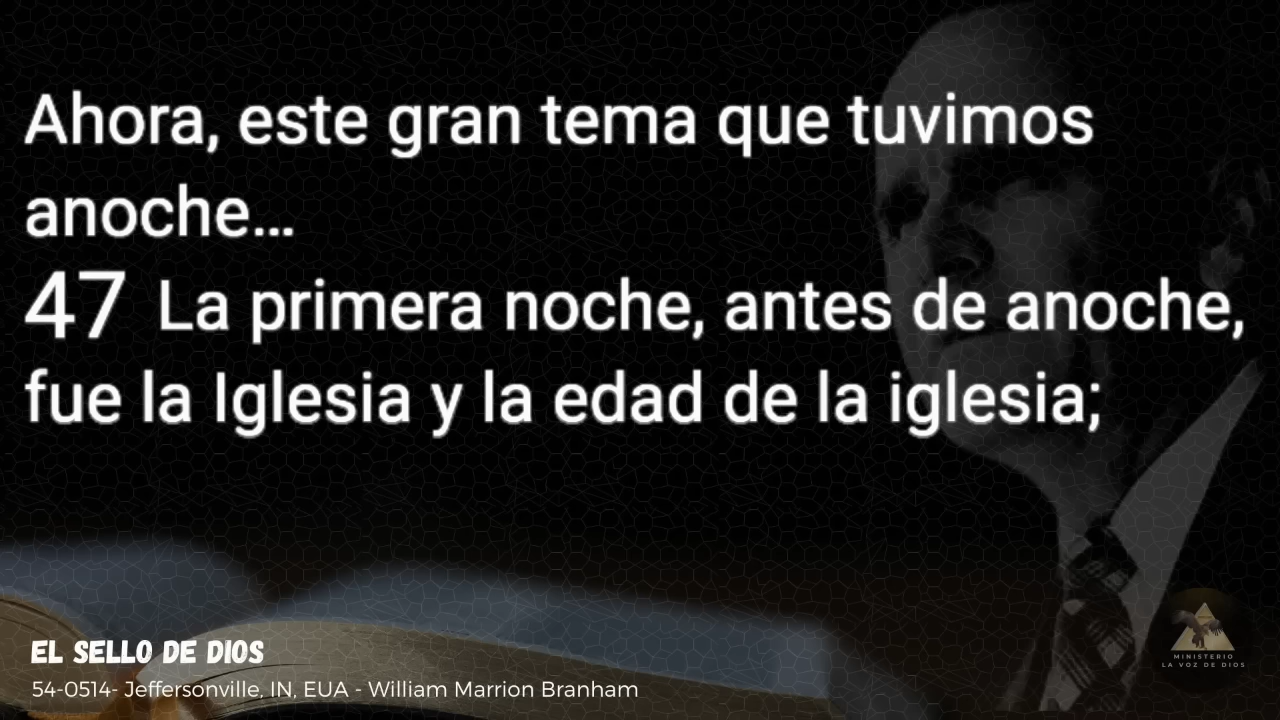 Ahora, este gran tema que tuvimos
anoche...
47 La primera noche, antes de anoche,
fue la Iglesia y la edad de la iglesia;
EL SELLO DE DIOS
54-0514- Jeffersonville, IN, EUA - William Marrion Branham
MINISTERIO
LA VOZ DE DIOS